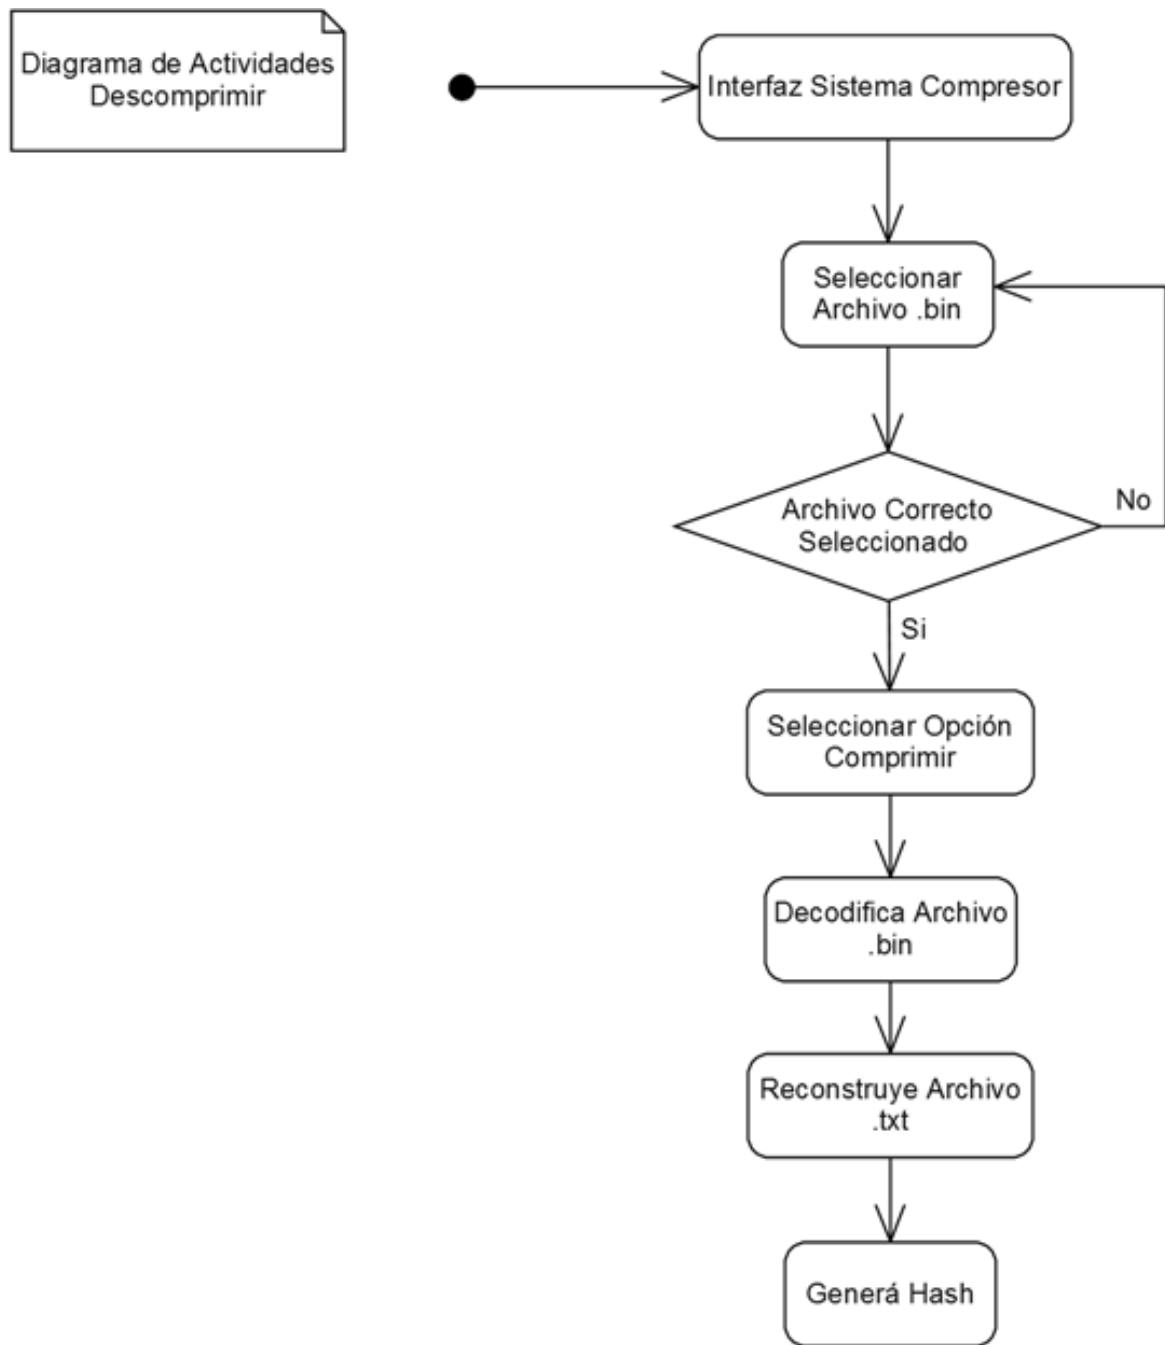 Diagrama de Actividades
Descomprimir
Interfaz Sistema Compresor
Seleccionar
Archivo .bin
Archivo Correcto
Seleccionado
No
Si
Seleccionar Opción
Comprimir
Decodifica Archivo
.bin
Reconstruye Archivo
.txt
Generá Hash